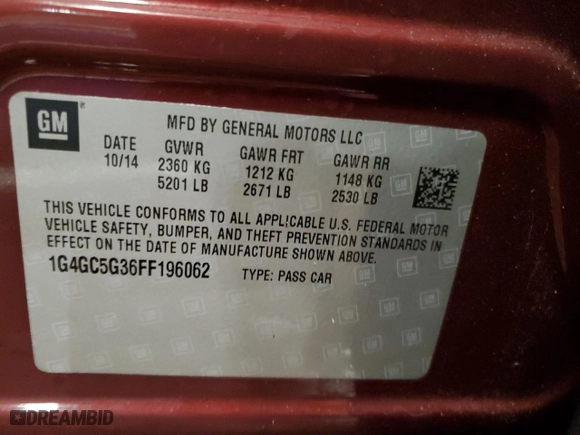 GM
MFD BY GENERAL MOTORS LLC
DATE GVWR GAWR FRT GAWR RR
10/14 2360 KG 1212 KG 1148 KG
5201 LB 2671 LB 2530 LB
THIS VEHICLE CONFORMS TO ALL APPLICABLE U.S. FEDERAL MOTOR
VEHICLE SAFETY, BUMPER, AND THEFT PREVENTION STANDARDS IN
EFFECT ON THE DATE OF MANUFACTURE SHOWN ABOVE.
1G4GC5G36FF196062 TYPE: PASS CAR
DREAMBID